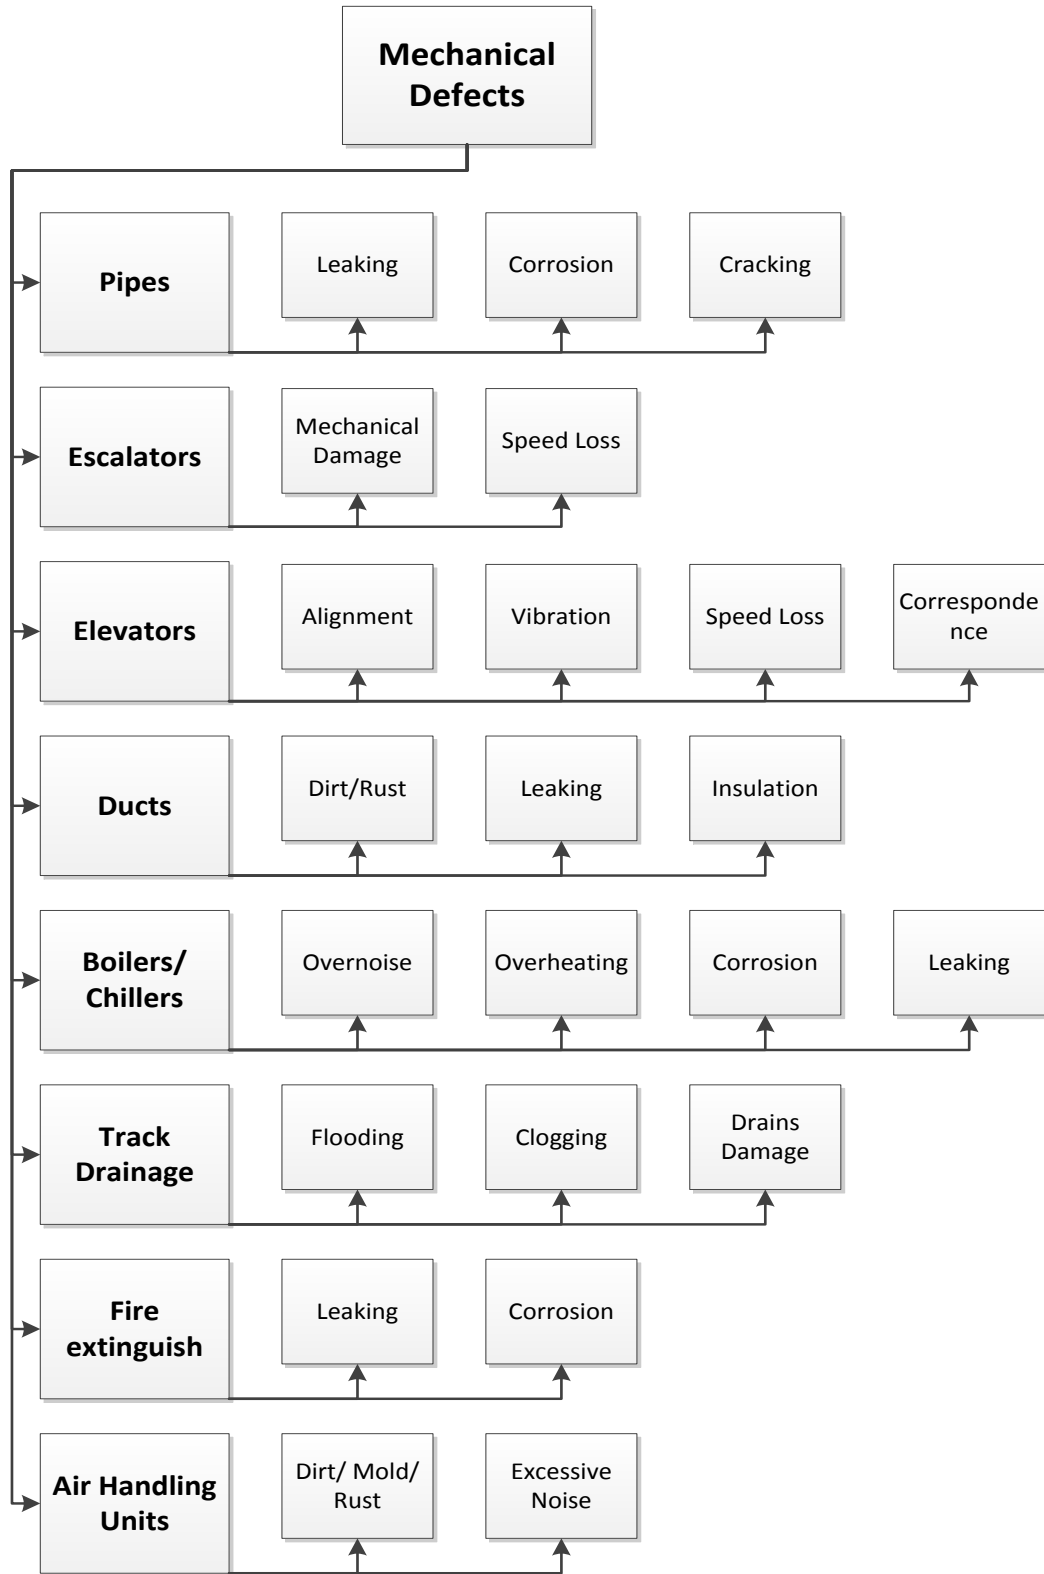 Mechanical
Defects
Pipes
Leaking
Corrosion
Cracking
Escalators
Mechanical
Damage
Speed Loss
Elevators
Alignment
Vibration
Speed Loss
Corresponde
nce
Ducts
Dirt/Rust
Leaking
Insulation
Boilers/
Chillers
Overnoise
Overheating
Corrosion
Leaking
Track
Drainage
Flooding
Clogging
Drains
Damage
Fire
extinguish
Leaking
Corrosion
Air Handling
Units
Dirt/ Mold/
Rust
Excessive
Noise